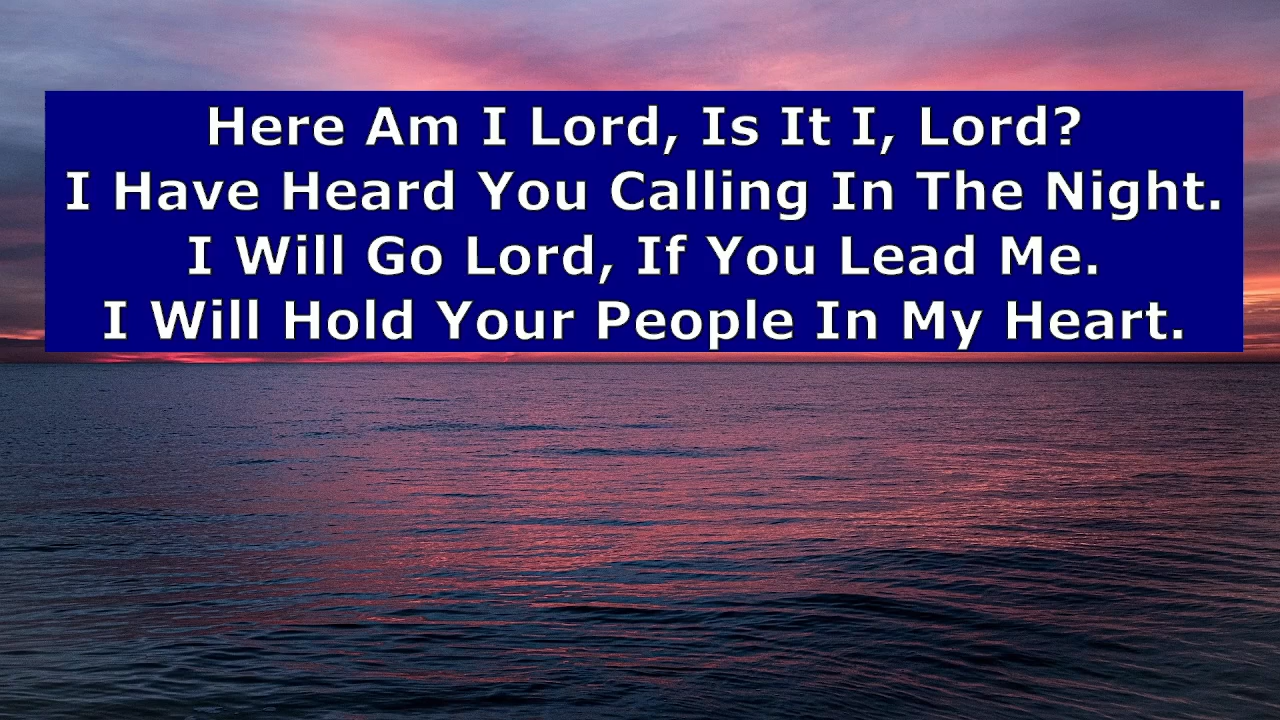 Here Am I Lord, Is It I, Lord?
I Have Heard You Calling In The Night.
I Will Go Lord, If You Lead Me.
I Will Hold Your People In My Heart.